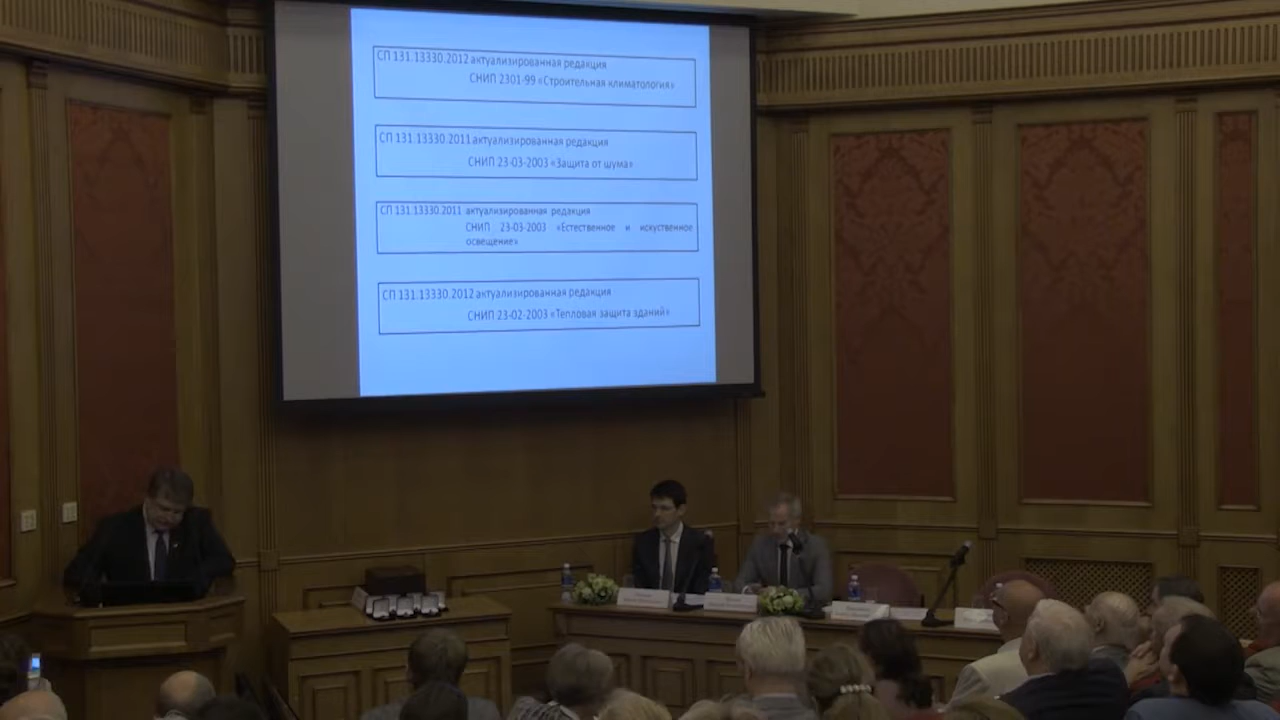 СП 131.13330.2012 актуализированная редакция
СНИП 2301-99 «Строительная климатология»
СП 131.13330.2011 актуализированная редакция
СНИП 23-03-2003 «Защита от шума»
СП 131.13330.2011 актуализированная редакция
СНИП 23-03-2003 «Естественное и искуственное
освещение»
СП 131.13330.2012 актуализированная редакция
СНИП 23-02-2003 «Тепловая защита зданий»